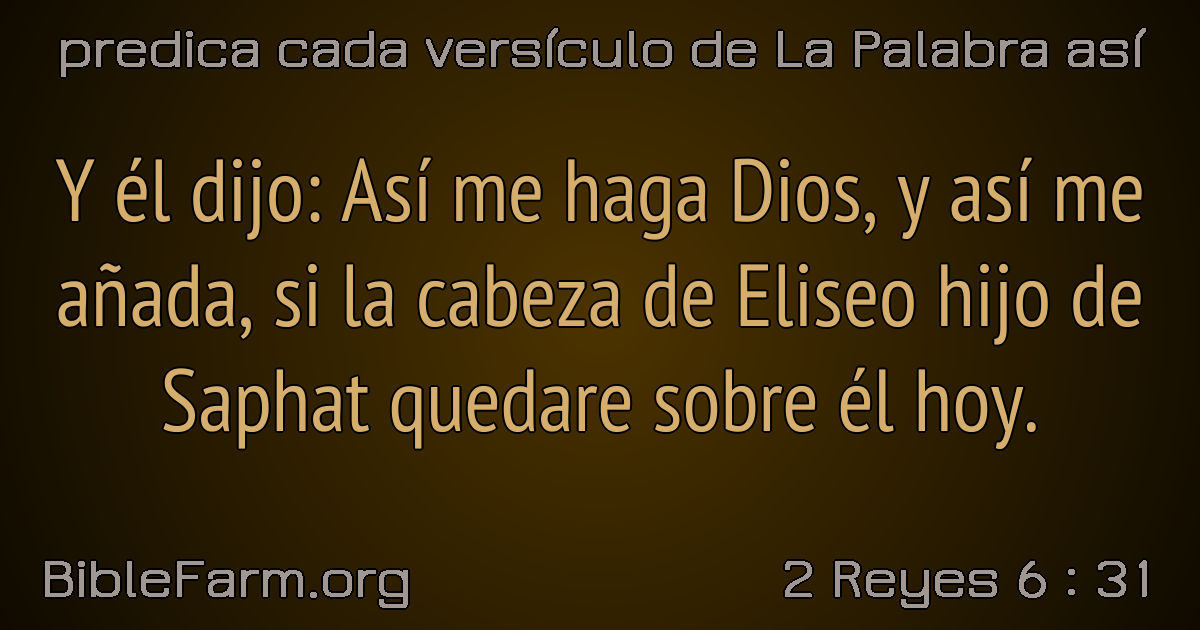 predica cada versículo de La Palabra así
Y él dijo: Así me haga Dios, y así me
añada, si la cabeza de Eliseo hijo de
Saphat quedare sobre él hoy.
BibleFarm.org
2 Reyes 6 : 31